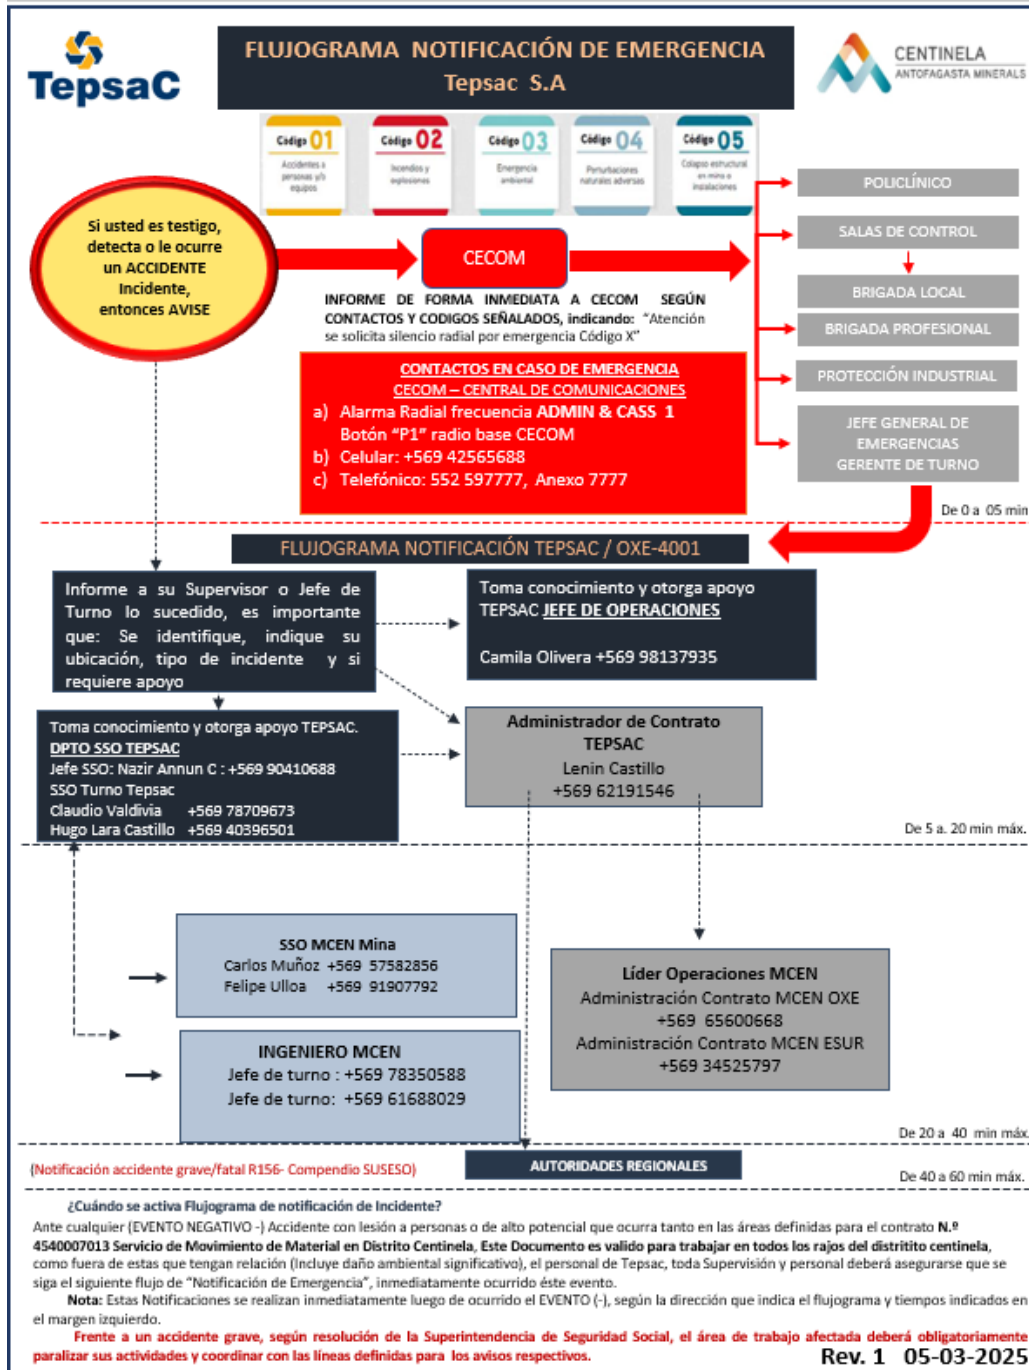 TepsaC
FLUJOGRAMA NOTIFICACIÓN DE EMERGENCIA
Tepsac S.A
CENTINELA
ANTOFAGASTA MINERALS
Código 01
Accidentes a
personas y/o
equipos
Código 02
Incendios y
explosiones
Código 03
Emergencia
ambiental
Código 04
Perturbaciones
naturales adversas
Código 05
Colapso estructural
en mina o
instalaciones
Si usted es testigo,
detecta o le ocurre
un ACCIDENTE
Incidente,
entonces AVISE
CECOM
POLICLÍNICO
SALAS DE CONTROL
BRIGADA LOCAL
BRIGADA PROFESIONAL
PROTECCIÓN INDUSTRIAL
JEFE GENERAL DE
EMERGENCIAS
GERENTE DE TURNO
INFORME DE FORMA INMEDIATA A CECOM SEGÚN
CONTACTOS Y CODIGOS SEÑALADOS, indicando: "Atención
se solicita silencio radial por emergencia Código X"
CONTACTOS EN CASO DE EMERGENCIA
CECOM – CENTRAL DE COMUNICACIONES
a) Alarma Radial frecuencia ADMIN & CASS 1
Botón "P1" radio base CECOM
b) Celular: +569 42565688
c) Telefónico: 552 597777, Anexo 7777
De 0 a 05 min
FLUJOGRAMA NOTIFICACIÓN TEPSAC / OXE-4001
Informe a su Supervisor o Jefe de
Turno lo sucedido, es importante
que: Se identifique, indique su
ubicación, tipo de incidente y si
requiere apoyo
Toma conocimiento y otorga apoyo
TEPSAC JEFE DE OPERACIONES
Camila Olivera +569 98137935
Toma conocimiento y otorga apoyo TEPSAC.
DPTO SSO TEPSAC
Jefe SSO: Nazir Annun C : +569 90410688
SSO Turno Tepsac
Claudio Valdivia +569 78709673
Hugo Lara Castillo +569 40396501
Administrador de Contrato
TEPSAC
Lenin Castillo
+569 62191546
De 5 a. 20 min máx.
SSO MCEN Mina
Carlos Muñoz +569 57582856
Felipe Ulloa +569 91907792
INGENIERO MCEN
Jefe de turno : +569 78350588
Jefe de turno: +569 61688029
Líder Operaciones MCEN
Administración Contrato MCEN OXE
+569 65600668
Administración Contrato MCEN ESUR
+569 34525797
De 20 a 40 min máx.
(Notificación accidente grave/fatal R156- Compendio SUSESO)
AUTORIDADES REGIONALES
De 40 a 60 min máx.
¿Cuándo se activa Flujograma de notificación de Incidente?
Ante cualquier (EVENTO NEGATIVO -) Accidente con lesión a personas o de alto potencial que ocurra tanto en las áreas definidas para el contrato N.º
4540007013 Servicio de Movimiento de Material en Distrito Centinela, Este Documento es valido para trabajar en todos los rajos del distritito centinela,
como fuera de estas que tengan relación (Incluye daño ambiental significativo), el personal de Tepsac, toda Supervisión y personal deberá asegurarse que se
siga el siguiente flujo de "Notificación de Emergencia", inmediatamente ocurrido éste evento.
Nota: Estas Notificaciones se realizan inmediatamente luego de ocurrido el EVENTO (-), según la dirección que indica el flujograma y tiempos indicados en
el margen izquierdo.
Frente a un accidente grave, según resolución de la Superintendencia de Seguridad Social, el área de trabajo afectada deberá obligatoriamente
paralizar sus actividades y coordinar con las líneas definidas para los avisos respectivos.
Rev. 1 05-03-2025